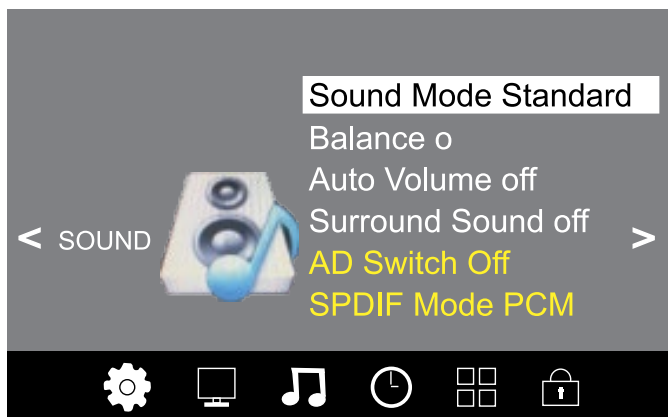 Sound Mode Standard
Balance o
Auto Volume off
Surround Sound off
< SOUND >
AD Switch Off
SPDIF Mode PCM